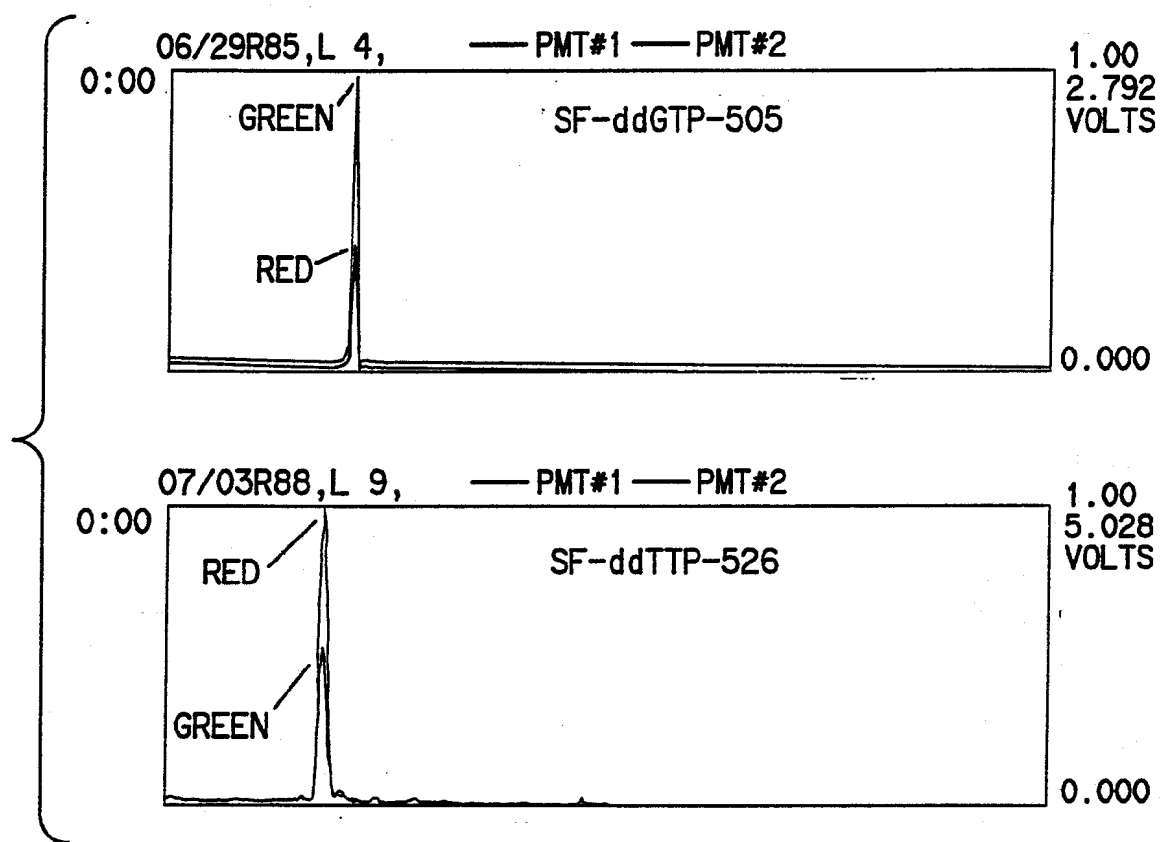 06/29R85,L 4, PMT#1 PMT#2
0:00
1.00
2.792
VOLTS
GREEN
SF-ddGTP-505
RED
0.000
07/03R88,L 9, PMT#1 PMT#2
0:00
1.00
5.028
VOLTS
RED
SF-ddTTP-526
GREEN
0.000